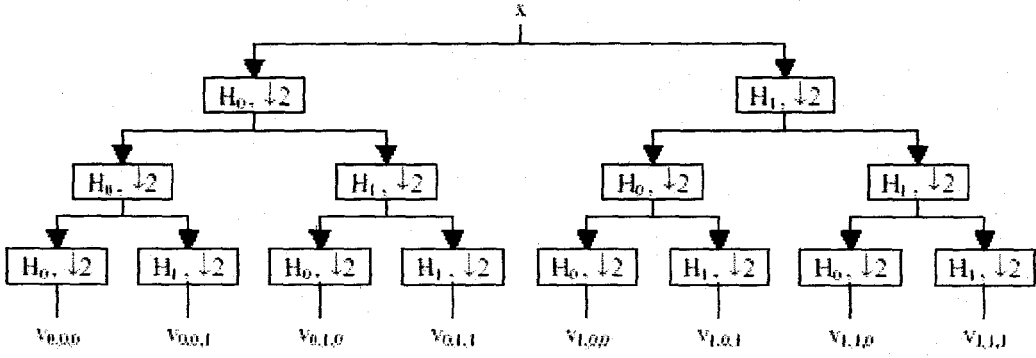 x
H₀, ↓2 H₁, ↓2
H₀, ↓2 H₁, ↓2 H₀, ↓2 H₁, ↓2
H₀, ↓2 H₁, ↓2 H₀, ↓2 H₁, ↓2 H₀, ↓2 H₁, ↓2 H₀, ↓2 H₁, ↓2
v₀,₀,₀ v₀,₀,₁ v₀,₁,₀ v₀,₁,₁ v₁,₀,₀ v₁,₀,₁ v₁,₁,₀ v₁,₁,₁